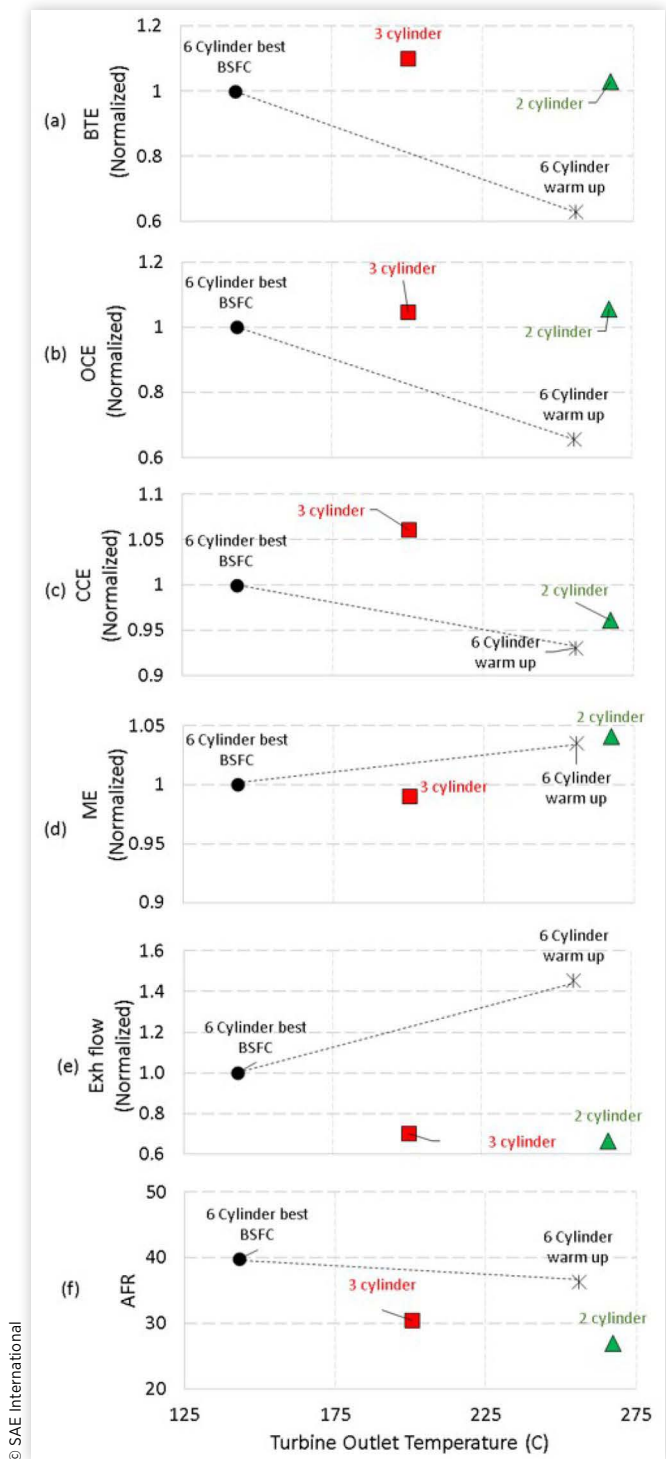 (a)
BTE
(Normalized)
1.2
1
0.8
0.6
6 Cylinder best
BSFC
3 cylinder
2 cylinder
6 Cylinder
warm up
(b)
OCE
(Normalized)
1.2
1
0.8
0.6
6 Cylinder best
BSFC
3 cylinder
2 cylinder
6 Cylinder
warm up
(c)
CCE
(Normalized)
1.1
1.05
1
0.95
0.9
3 cylinder
6 Cylinder best
BSFC
2 cylinder
6 Cylinder
warm up
(d)
ME
(Normalized)
1.05
1
0.95
0.9
2 cylinder
6 Cylinder best
BSFC
3 cylinder
6 Cylinder
warm up
(e)
Exh flow
(Normalized)
1.6
1.4
1.2
1.0
0.8
0.6
6 Cylinder
warm up
6 Cylinder best
BSFC
2 cylinder
3 cylinder
(f)
AFR
50
40
30
20
6 Cylinder best
BSFC
6 Cylinder
warm up
3 cylinder
2 cylinder
125 175 225 275
Turbine Outlet Temperature (C)
© SAE International